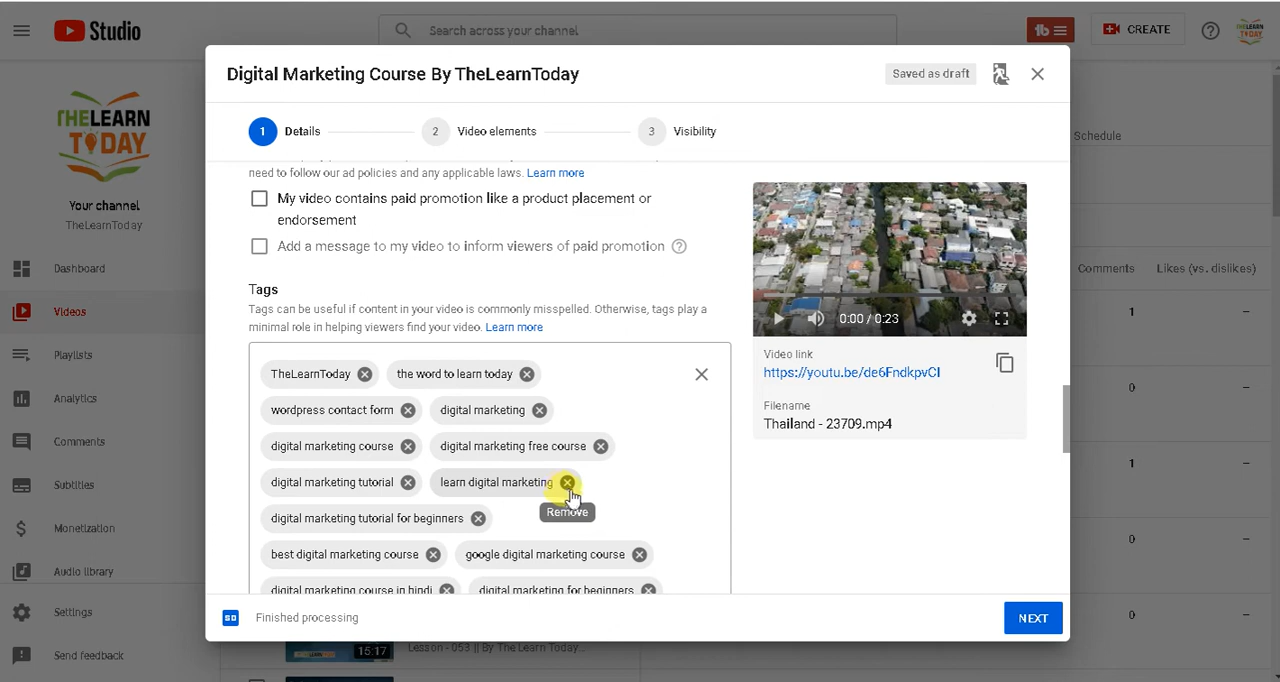 Studio
Search across your channel
CREATE
THELEARN
TODAY
Digital Marketing Course By TheLearnToday
Saved as draft
1 Details
2 Video elements
3 Visibility
Schedule
need to follow our ad policies and any applicable laws. Learn more
My video contains paid promotion like a product placement or
endorsement
Add a message to my video to inform viewers of paid promotion
Tags
Tags can be useful if content in your video is commonly misspelled. Otherwise, tags play a
minimal role in helping viewers find your video. Learn more
TheLearnToday
the word to learn today
wordpress contact form
digital marketing
digital marketing course
digital marketing free course
digital marketing tutorial
learn digital marketing
Remove
digital marketing tutorial for beginners
best digital marketing course
google digital marketing course
digital marketing course in hindi
digital marketing for beginners
0:00 / 0:23
Video link
https://youtu.be/de6FndkpvCI
Filename
Thailand - 23709.mp4
SD
Finished processing
NEXT
THE LEARN
TODAY
Your channel
TheLearnToday
Dashboard
Videos
Playlists
Analytics
Comments
Subtitles
Monetization
Audio library
Settings
Send feedback
Comments
Likes (vs. dislikes)
1
–
0
–
1
–
0
–
0
–
15:17
Lesson - 053 || By The Learn Today...